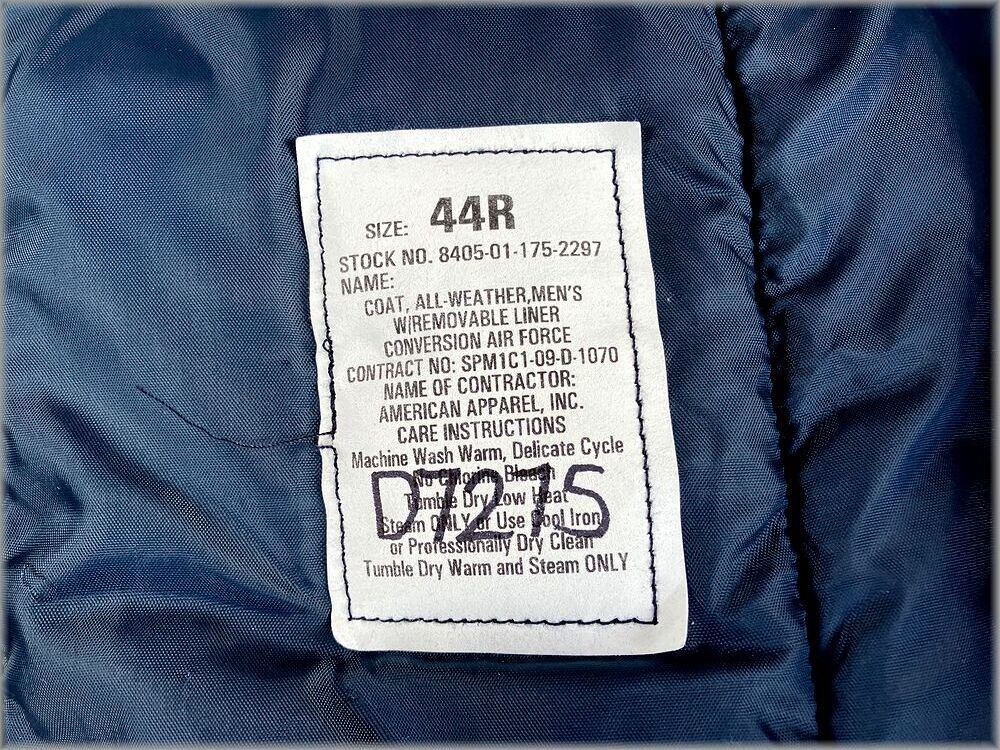 SIZE: 44R
STOCK NO. 8405-01-175-2297
NAME:
COAT, ALL-WEATHER,MEN'S
W/REMOVABLE LINER
CONVERSION AIR FORCE
CONTRACT NO: SPM1C1-09-D-1070
NAME OF CONTRACTOR:
AMERICAN APPAREL, INC.
CARE INSTRUCTIONS
Machine Wash Warm, Delicate Cycle
No Chlorine Bleach
D7275
Tumble Dry Low Heat
Steam ONLY or Use Cool Iron
or Professionally Dry Clean
Tumble Dry Warm and Steam ONLY